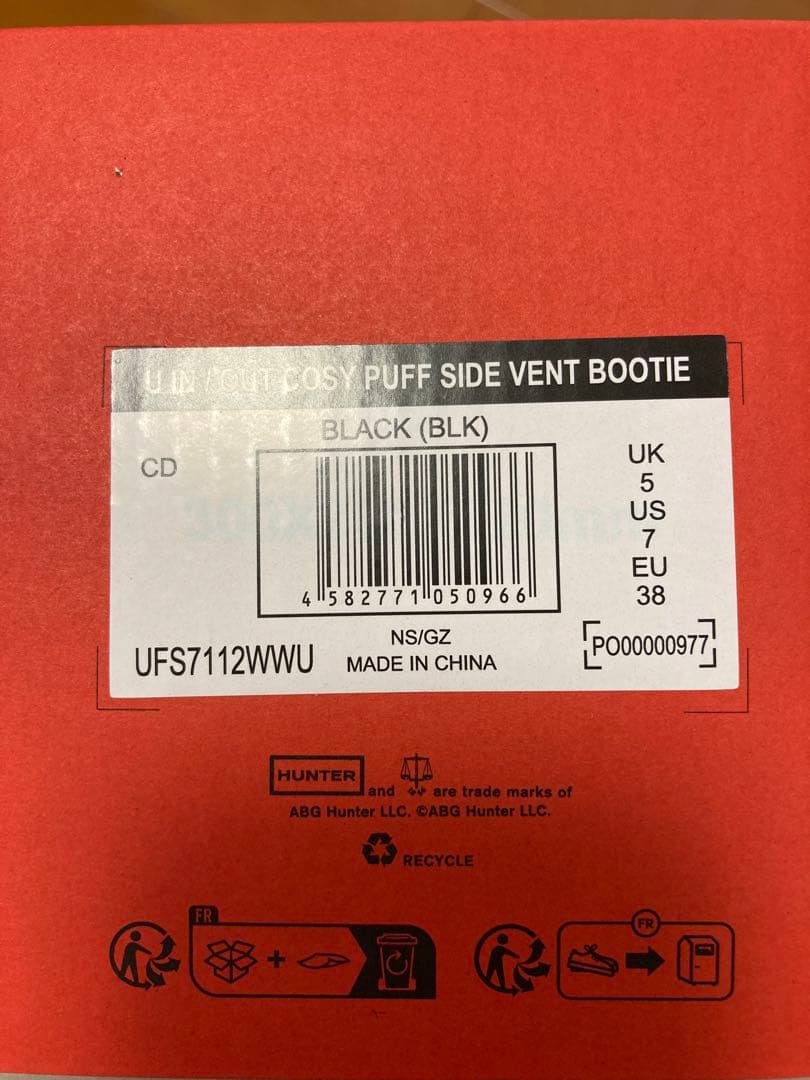 U IN / OUT COSY PUFF SIDE VENT BOOTIE
BLACK (BLK)
CD
UK
5
US
7
EU
38
4 582771 050966
UFS7112WWU
NS/GZ
MADE IN CHINA
PO00000977
HUNTER and are trade marks of
ABG Hunter LLC. ©ABG Hunter LLC.
RECYCLE
FR
FR